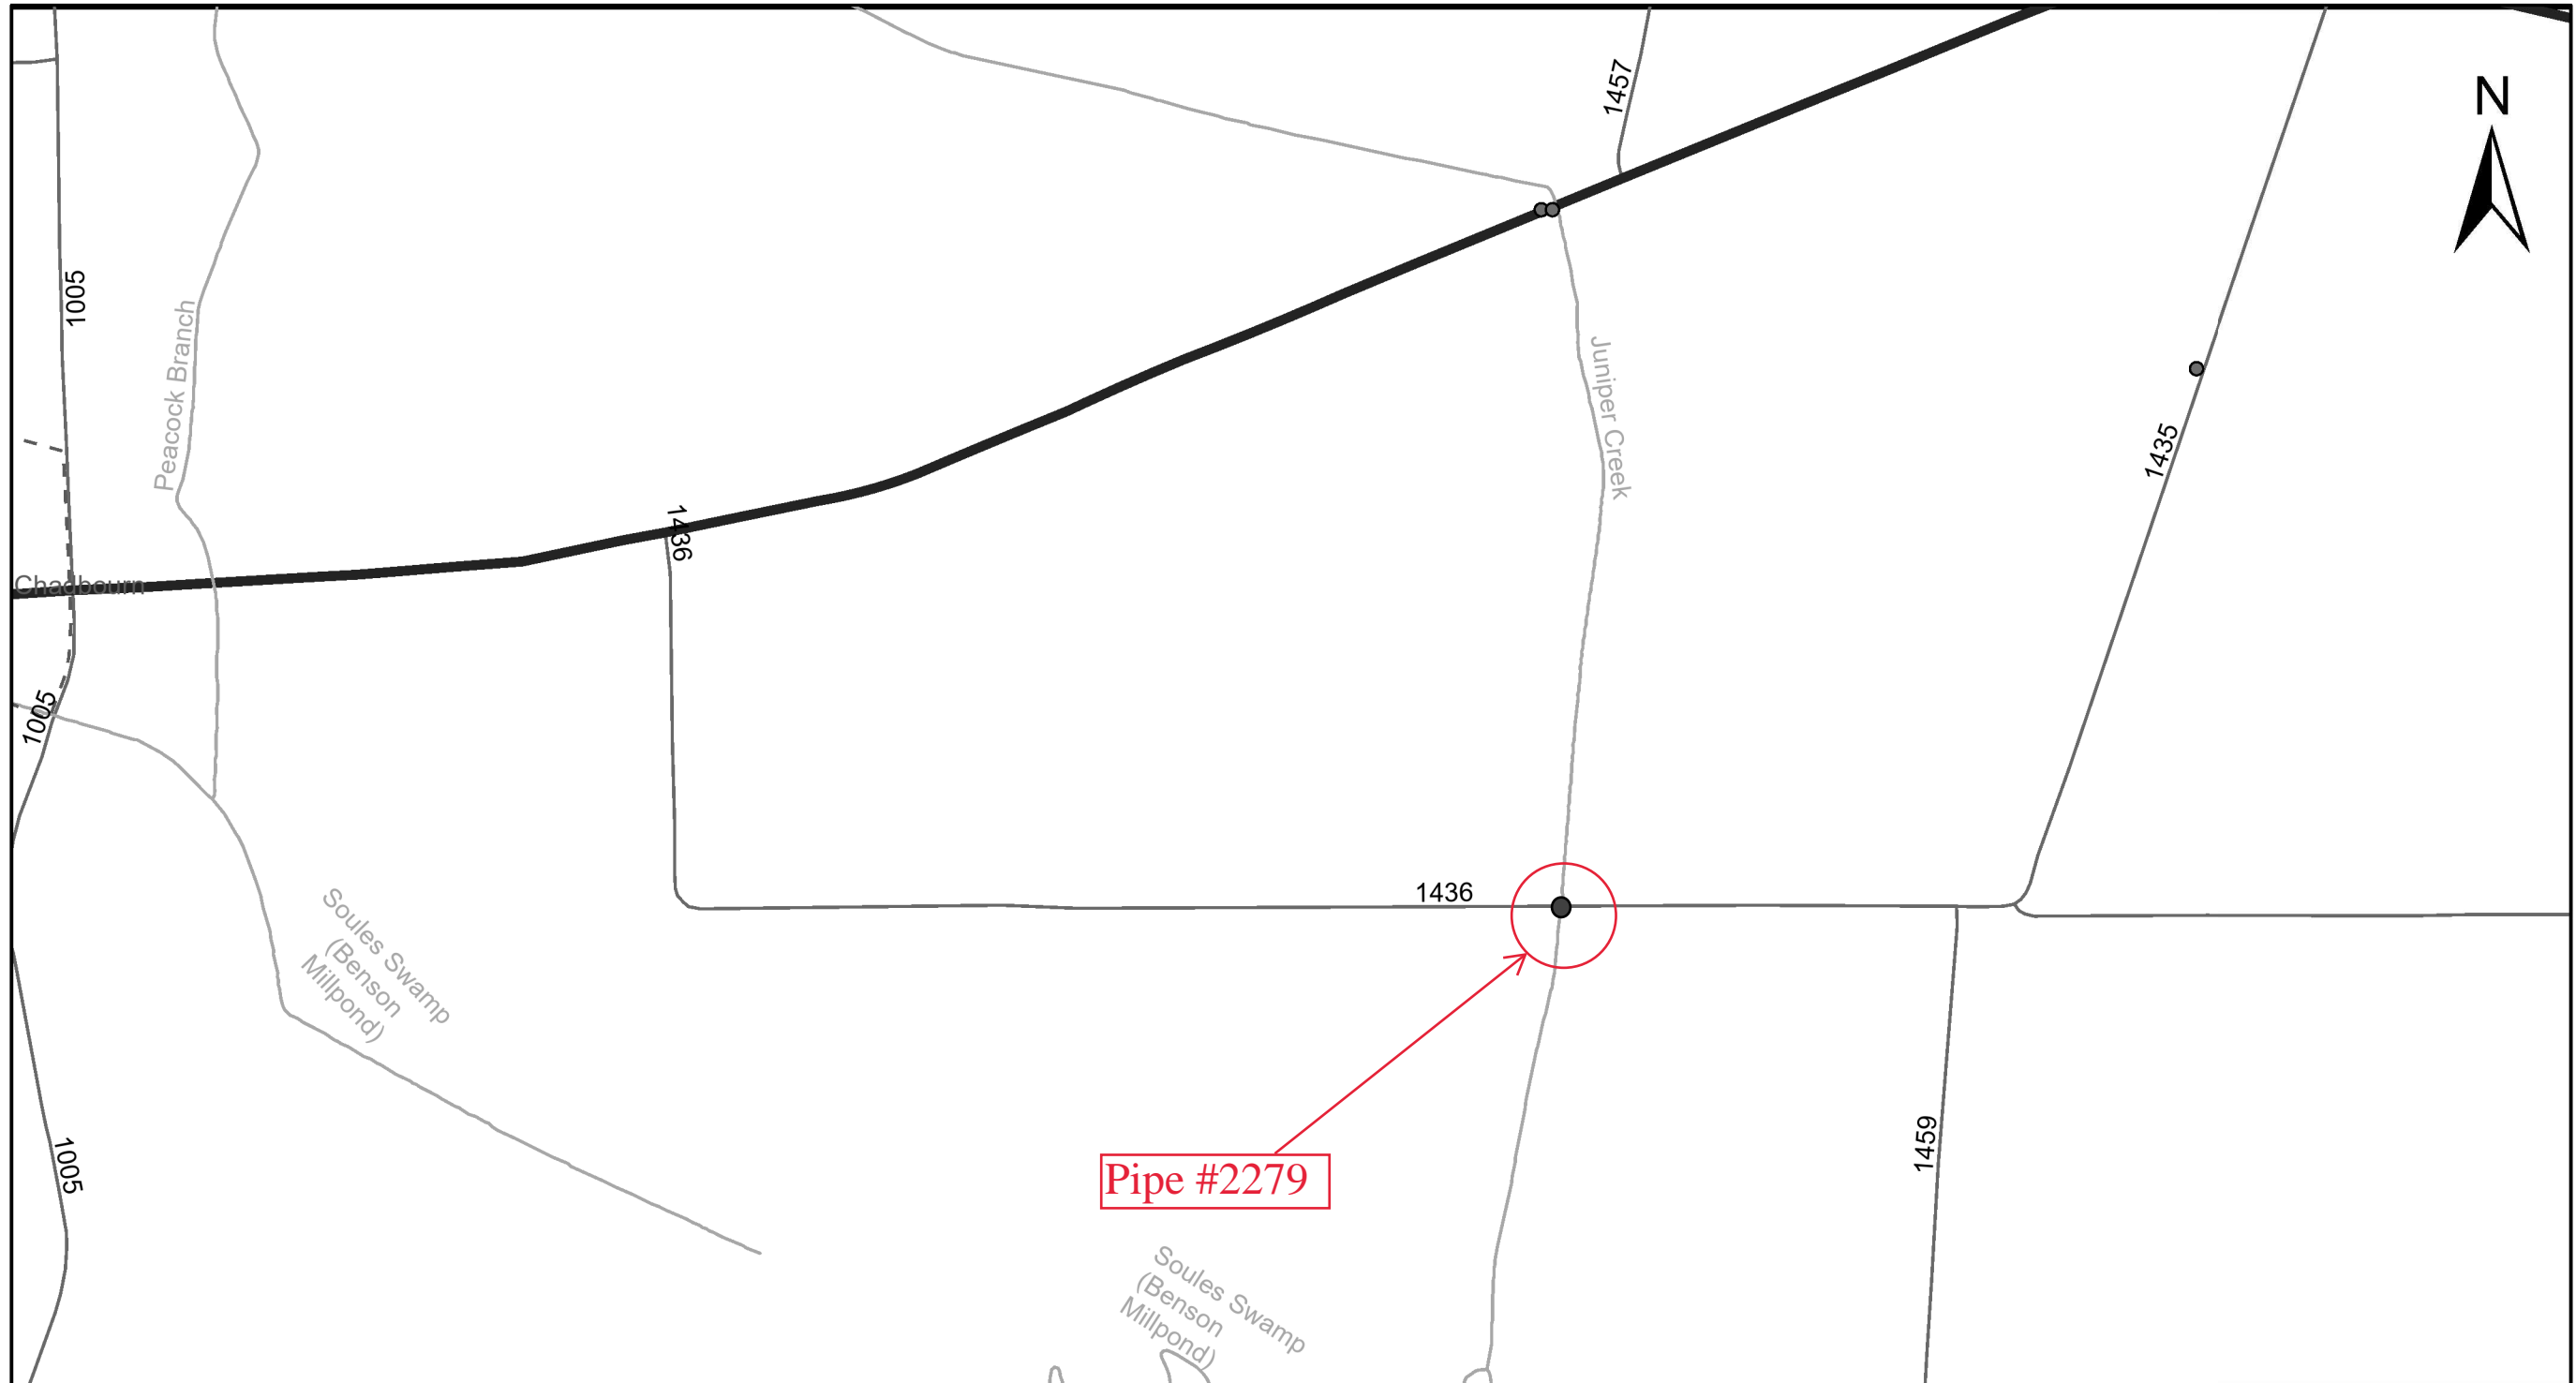 N
1457
1005
Peacock Branch
Juniper Creek
1435
1436
Chadbourn
1005
1436
Soules Swamp
(Benson
Millpond)
1005
1459
Pipe #2279
Soules Swamp
(Benson
Millpond)